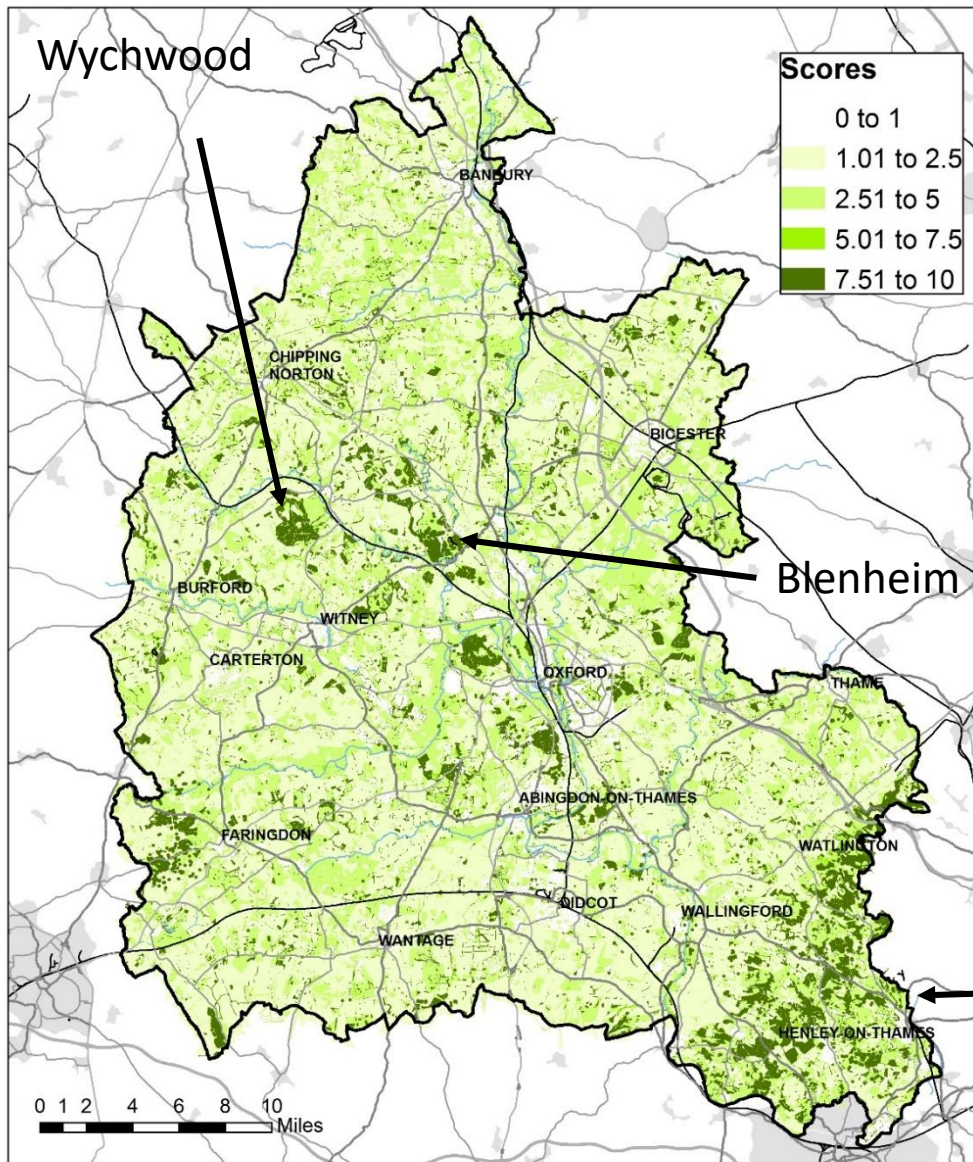 Wychwood
Scores
0 to 1
1.01 to 2.5
2.51 to 5
5.01 to 7.5
7.51 to 10
BANBURY
CHIPPING
NORTON
BICESTER
Blenheim
BURFORD
WITNEY
CARTERTON
OXFORD
THAME
ABINGDON-ON-THAMES
FARINGDON
WATLINGTON
DIDCOT
WALLINGFORD
WANTAGE
HENLEY-ON-THAMES
0 1 2 4 6 8 10
Miles